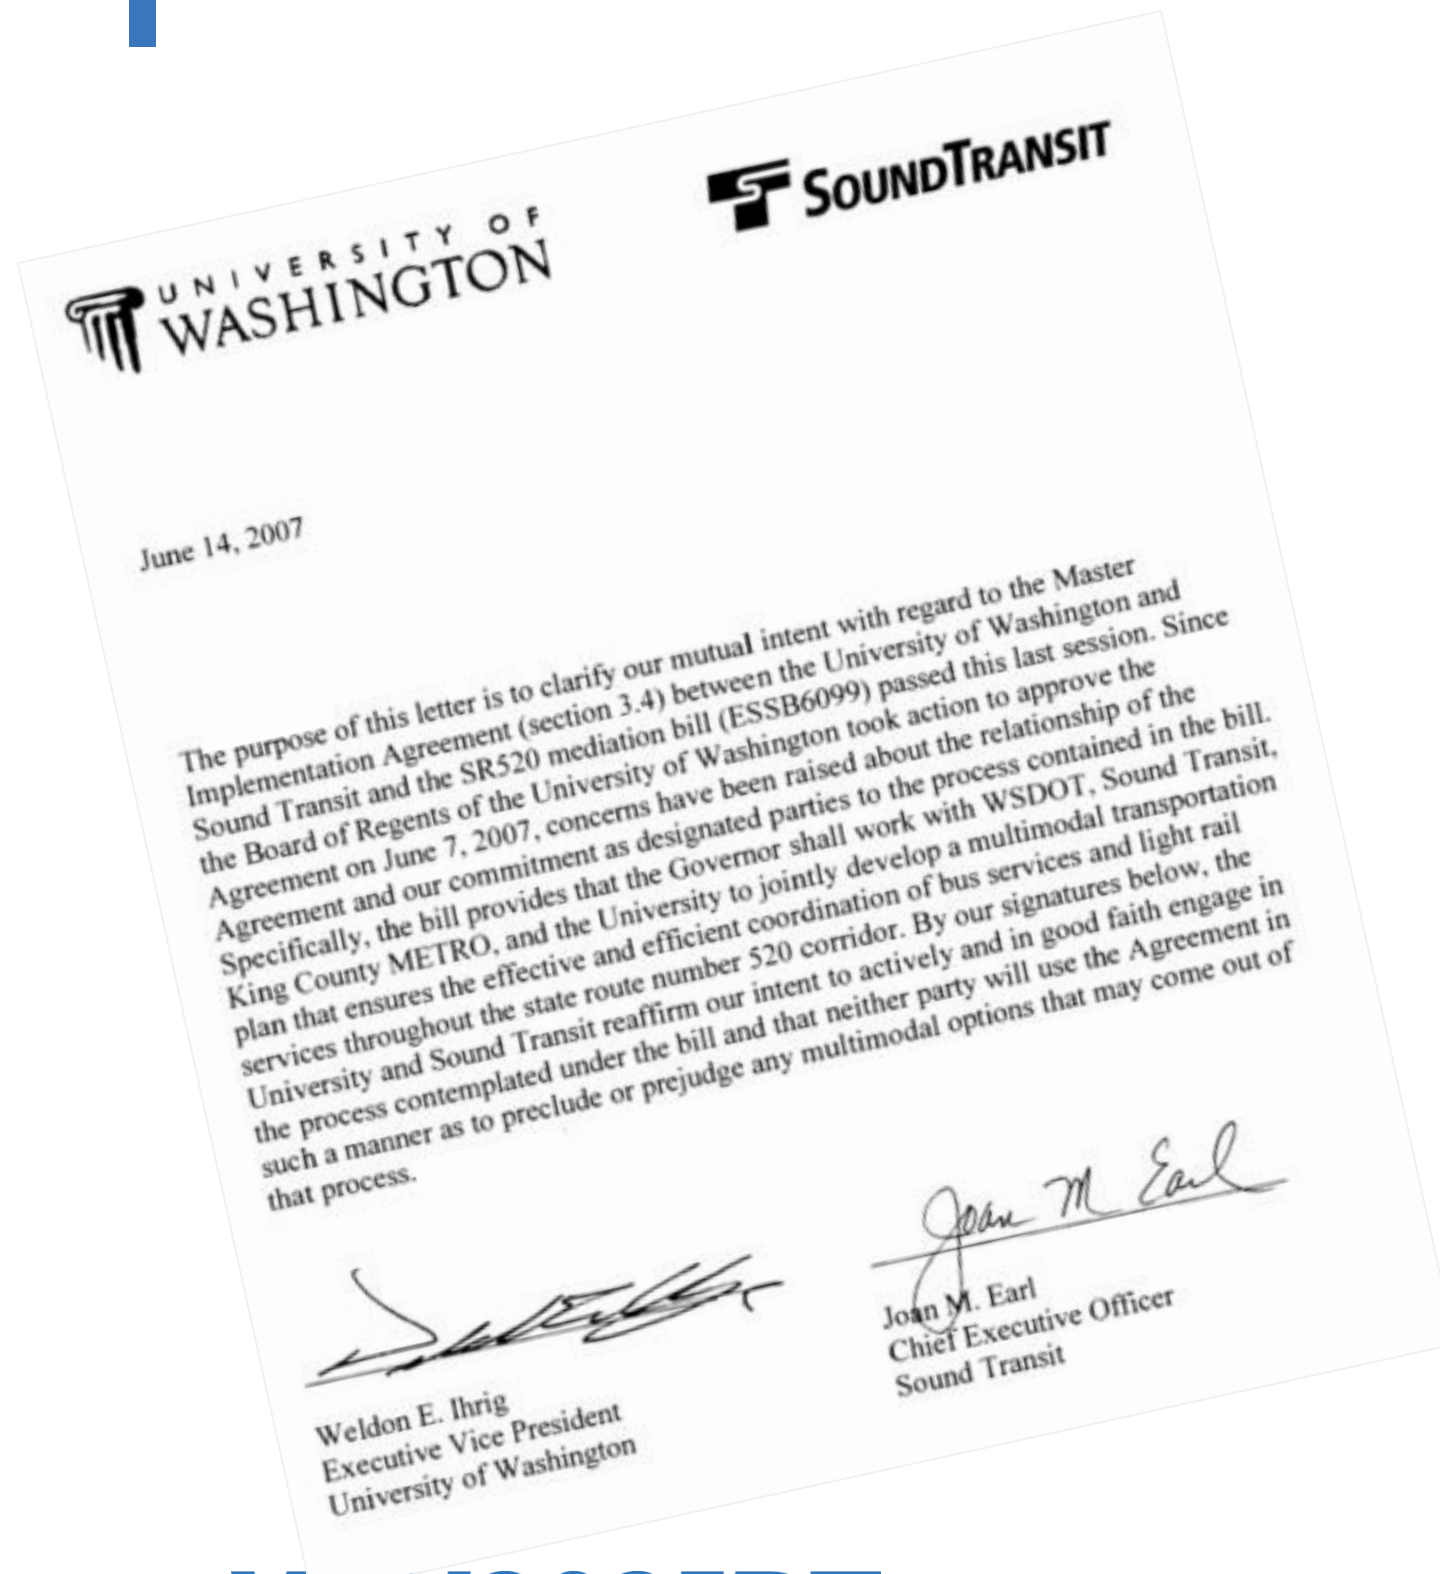 SOUNDTRANSIT
UNIVERSITY OF
WASHINGTON
June 14, 2007
The purpose of this letter is to clarify our mutual intent with regard to the Master
Implementation Agreement (section 3.4) between the University of Washington and
Sound Transit and the SR520 mediation bill (ESSB6099) passed this last session. Since
the Board of Regents of the University of Washington took action to approve the
Agreement on June 7, 2007, concerns have been raised about the relationship of the
Agreement and our commitment as designated parties to the process contained in the bill.
Specifically, the bill provides that the Governor shall work with WSDOT, Sound Transit,
King County METRO, and the University to jointly develop a multimodal transportation
plan that ensures the effective and efficient coordination of bus services and light rail
services throughout the state route number 520 corridor. By our signatures below, the
University and Sound Transit reaffirm our intent to actively and in good faith engage in
the process contemplated under the bill and that neither party will use the Agreement in
such a manner as to preclude or prejudge any multimodal options that may come out of
that process.
Joan M Earl
Weldon E. Ihrig
Executive Vice President
University of Washington
Joan M. Earl
Chief Executive Officer
Sound Transit